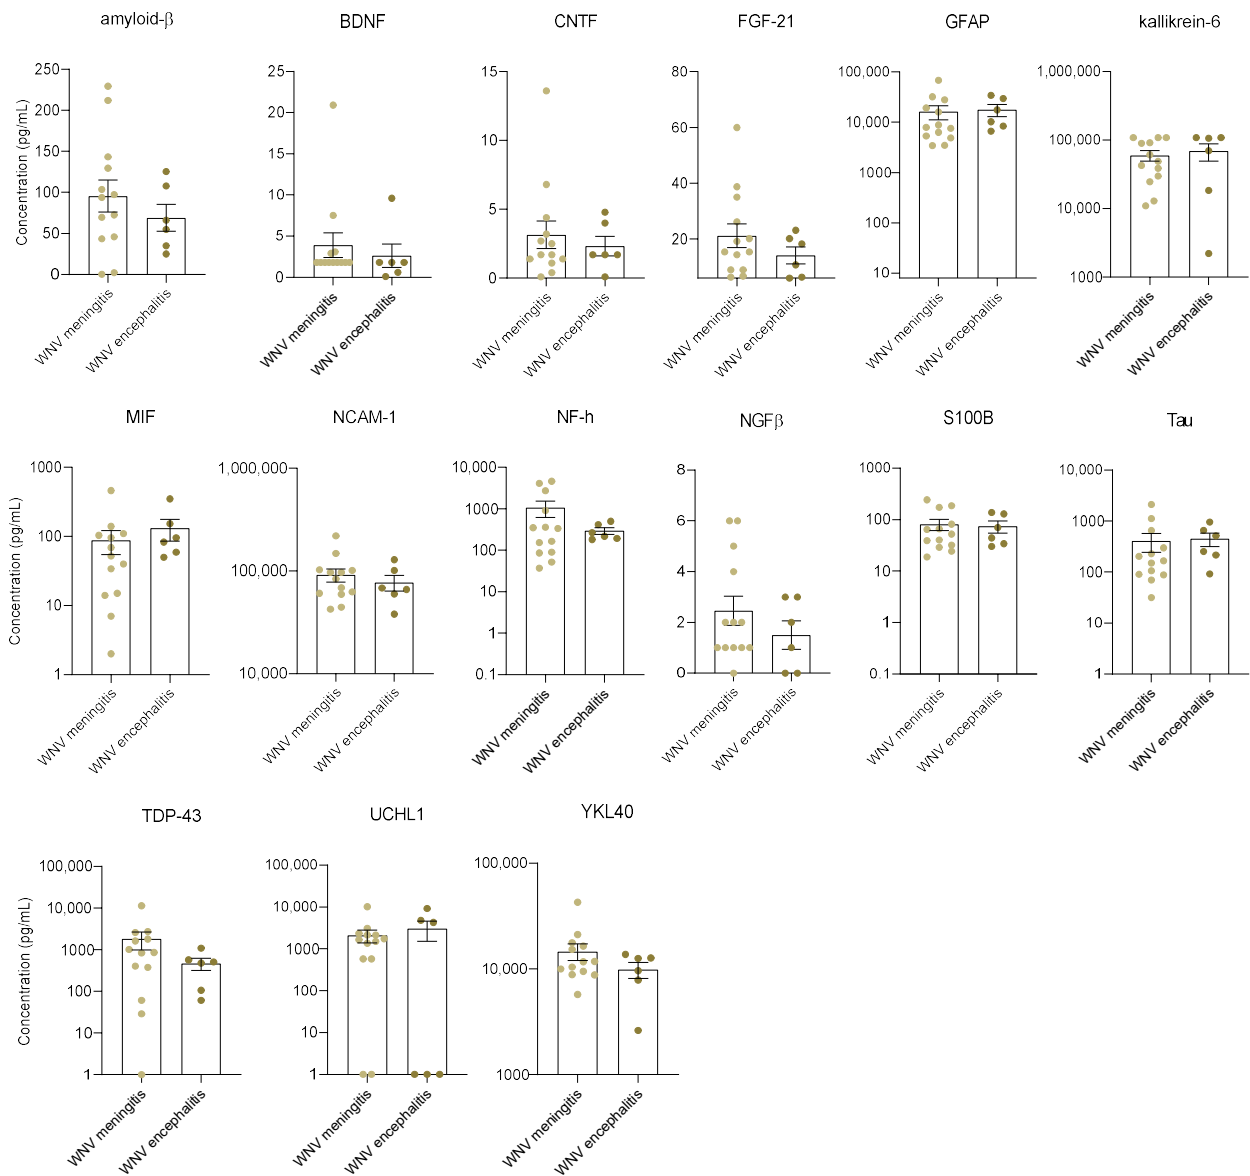 amyloid-β BDNF CNTF FGF-21 GFAP kallikrein-6
Concentration (pg/mL)
250 25 15 80 100,000 1,000,000
200 20 60 10,000 100,000
150 15 10 40 1000 10,000
100 10 5 20 100 1000
50 5 0 10
0 0
WNV meningitis WNV encephalitis WNV meningitis WNV encephalitis WNV meningitis WNV encephalitis WNV meningitis WNV encephalitis WNV meningitis WNV encephalitis WNV meningitis WNV encephalitis
MIF NCAM-1 NF-h NGFβ S100B Tau
Concentration (pg/mL)
1000 1,000,000 10,000 8 1000 10,000
100 100,000 1000 6 100 1000
10 10,000 100 4 10 100
1 10 2 1 10
1 0 0.1 1
0.1
WNV meningitis WNV encephalitis WNV meningitis WNV encephalitis WNV meningitis WNV encephalitis WNV meningitis WNV encephalitis WNV meningitis WNV encephalitis WNV meningitis WNV encephalitis
TDP-43 UCHL1 YKL40
Concentration (pg/mL)
100,000 100,000 100,000
10,000 10,000 10,000
1000 1000 1000
100 100
10 10
1 1
WNV meningitis WNV encephalitis WNV meningitis WNV encephalitis WNV meningitis WNV encephalitis